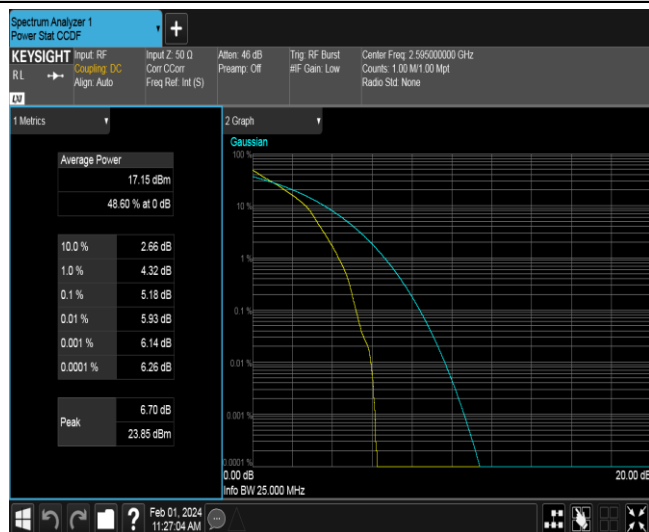 Spectrum Analyzer 1
Power Stat CCDF
+
KEYSIGHT Input: RF Input Z: 50 Ω Atten: 46 dB Trig: RF Burst Center Freq: 2.595000000 GHz
RL Coupling: DC Corr CCorr Preamp: Off #IF Gain: Low Counts: 1.00 M/1.00 Mpt
Align: Auto Freq Ref: Int (S) Radio Std: None
LXI
1 Metrics
Average Power
17.15 dBm
48.60 % at 0 dB
10.0 % 2.66 dB
1.0 % 4.32 dB
0.1 % 5.18 dB
0.01 % 5.93 dB
0.001 % 6.14 dB
0.0001 % 6.26 dB
Peak 6.70 dB
23.85 dBm
2 Graph
Gaussian
100 %
10 %
1 %
0.1 %
0.01 %
0.001 %
0.0001 %
0.00 dB 20.00 dB
Info BW 25.000 MHz
? Feb 01, 2024
11:27:04 AM